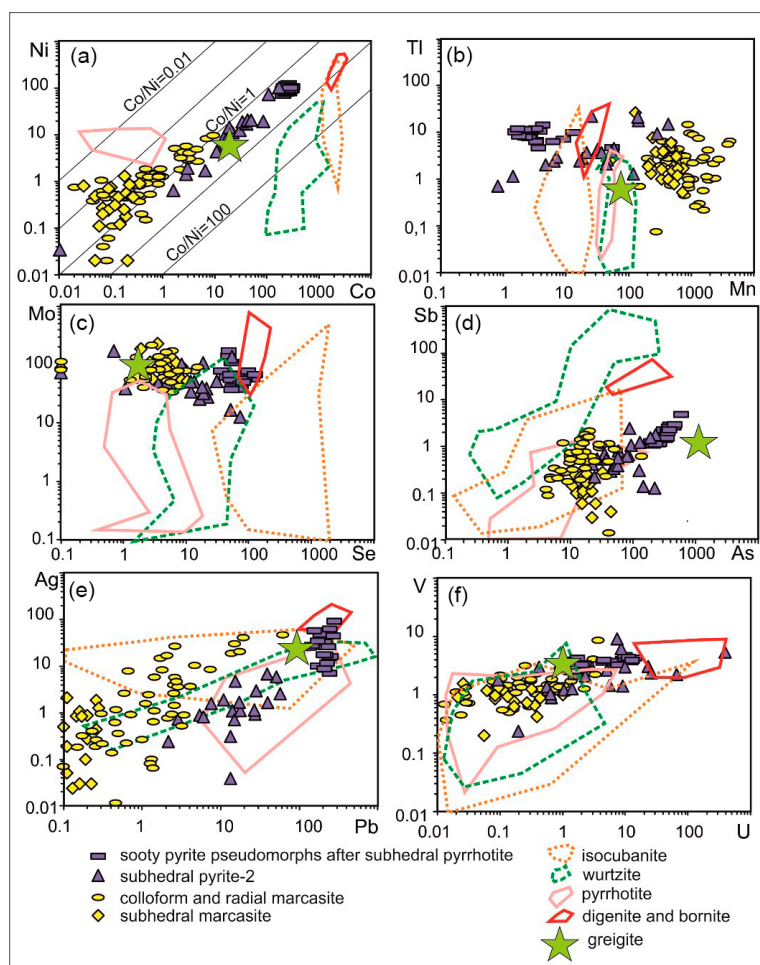 Ni
(a)
100
10
1
0.1
0.01
Co/Ni=0.01
Co/Ni=1
Co/Ni=100
0.01 0.1 1 10 100 1000
Co
Tl
(b)
100
10
1
0.1
0.01
0.1 1 10 100 1000
Mn
Mo
(c)
100
10
1
0.1
0.1 1 10 100 1000
Se
Sb
(d)
100
10
1
0.1
0.01
0.1 1 10 100 1000
As
Ag
(e)
100
10
1
0.1
0.01
0.1 1 10 100
Pb
V
(f)
100
10
1
0.1
0.01
0.01 0.1 1 10 100
U
sooty pyrite pseudomorphs after subhedral pyrrhotite
subhedral pyrite-2
colloform and radial marcasite
subhedral marcasite
isocubanite
wurtzite
pyrrhotite
digenite and bornite
greigite